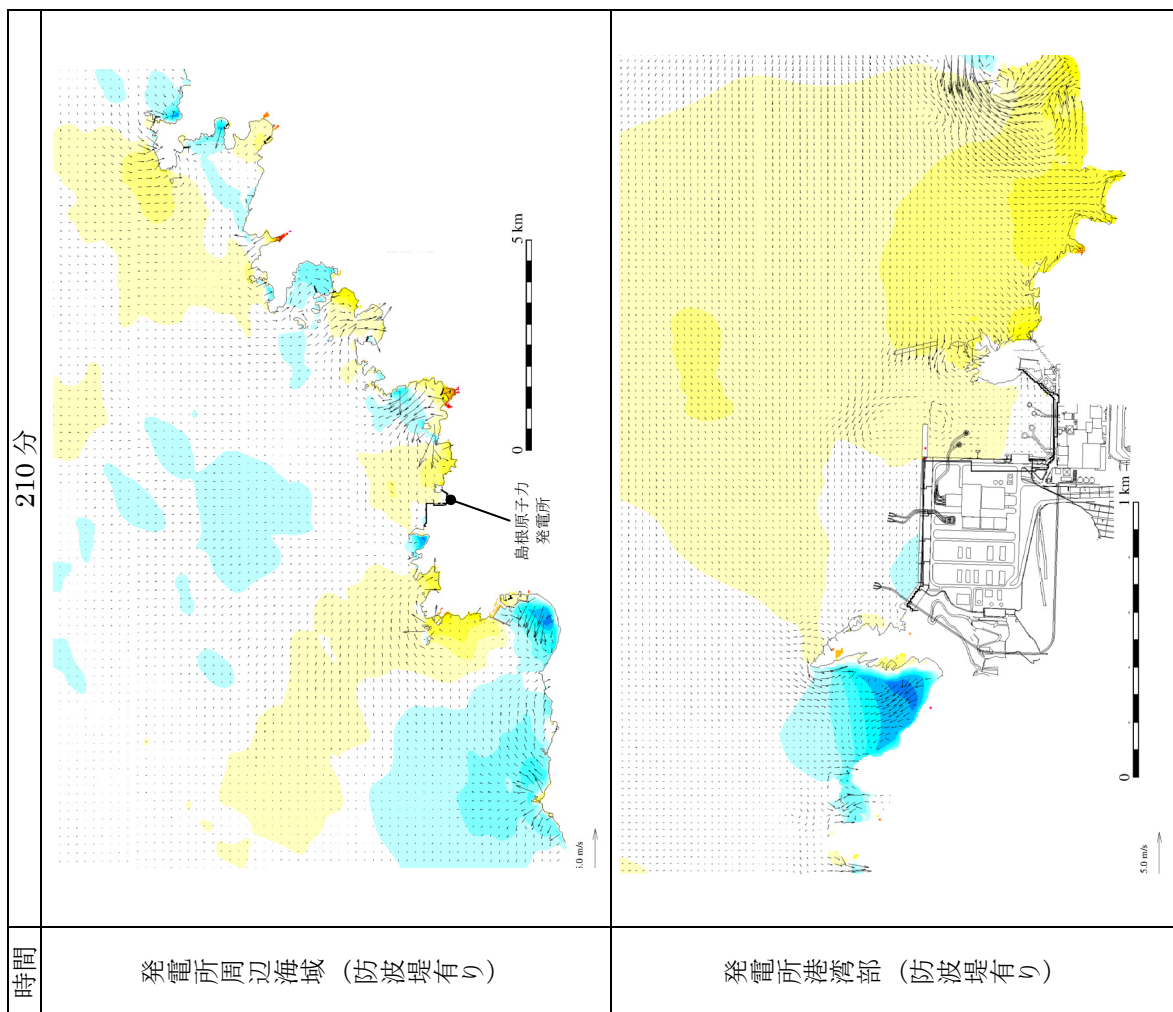 時間
210 分
発電所周辺海域 (防波堤有り)
島根原子力
発電所
0
5 km
5.0 m/s
発電所港湾部 (防波堤有り)
0
1 km
5.0 m/s